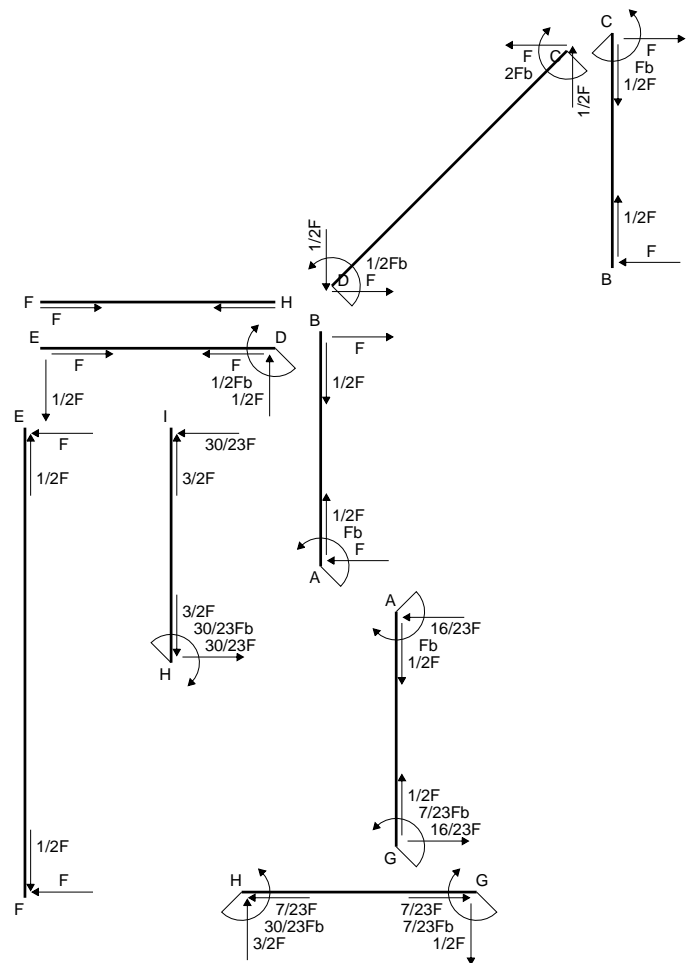 C
F
Fb
1/2F
1/2F
F
B
F
C
2Fb
1/2F
1/2F
D
1/2Fb
F
F
H
F
E
D
F
F
1/2Fb
1/2F
1/2F
B
F
1/2F
1/2F
Fb
F
A
E
F
1/2F
1/2F
F
F
I
30/23F
3/2F
3/2F
30/23Fb
30/23F
H
A
16/23F
Fb
1/2F
1/2F
7/23Fb
16/23F
G
H
G
7/23F
30/23Fb
3/2F
7/23F
7/23Fb
1/2F